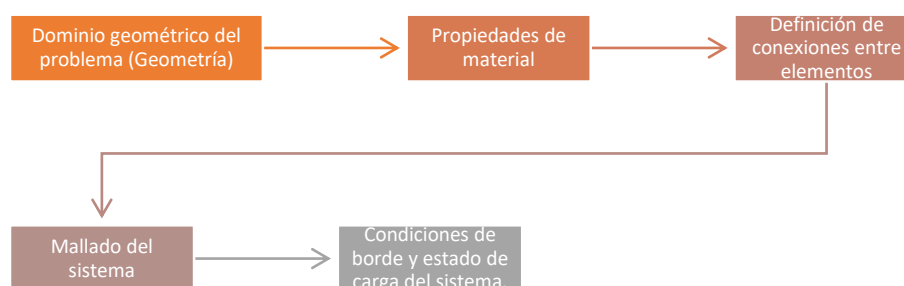 Dominio geométrico del
problema (Geometría)
Propiedades de
material
Definición de
conexiones entre
elementos
Mallado del
sistema
Condiciones de
borde y estado de
carga del sistema.